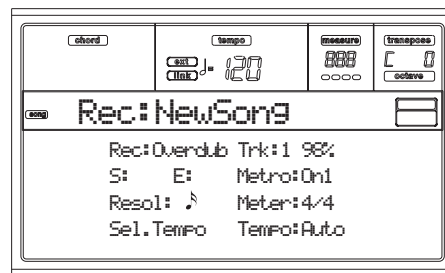 chord tempo measure transpose
ext link ♩= 120 888 C 0
octave
song Rec:NewSong
Rec:Overdub Trk:1 98%
S: E: Metro:On1
Resol: 𝅘𝅥𝅯 Meter:4/4
Sel.Tempo Tempo:Auto